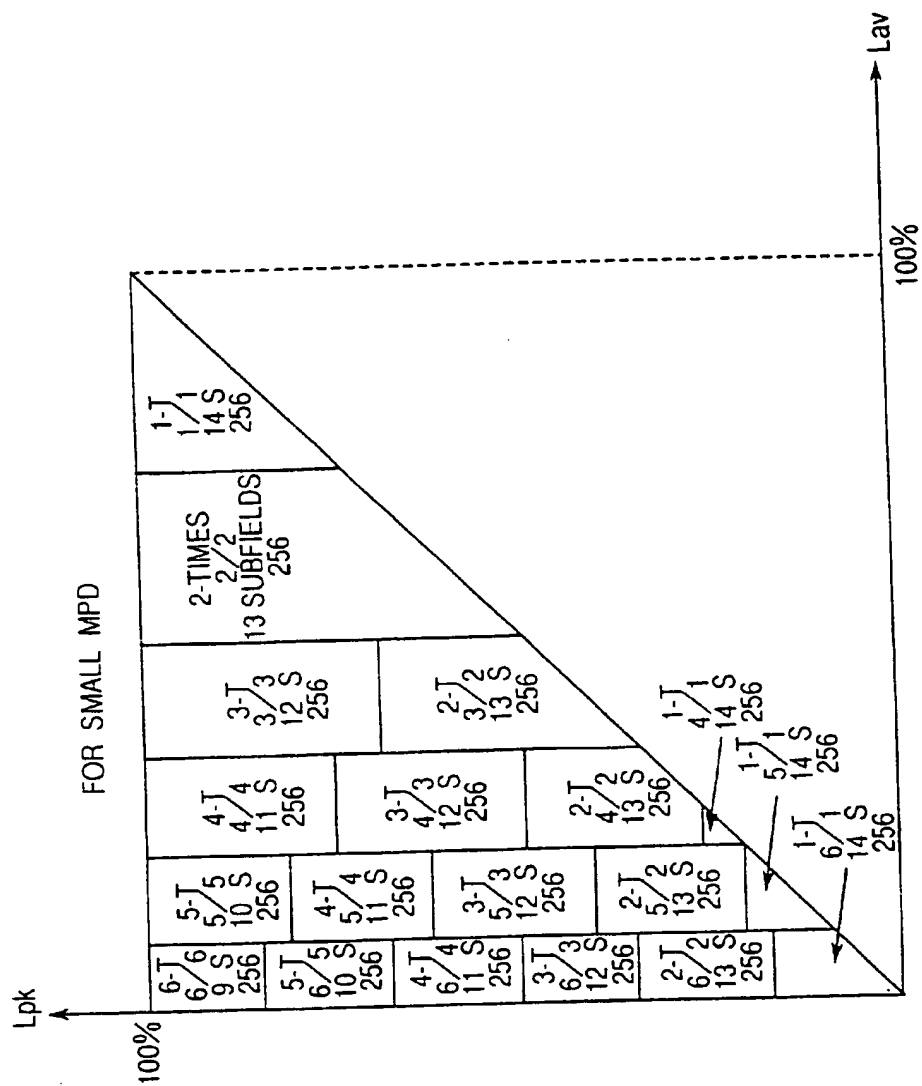 FOR SMALL MPD
Lpk
100%
6-T
6/6
9 S
256
5-T
5/5
10 S
256
4-T
4/4
11 S
256
3-T
3/3
12 S
256
2-TIMES
2/2
13 SUBFIELDS
256
1-T
1/1
14 S
256
5-T
6/5
10 S
256
4-T
5/4
11 S
256
3-T
4/3
12 S
256
2-T
3/2
13 S
256
4-T
6/4
11 S
256
3-T
5/3
12 S
256
2-T
4/2
13 S
256
1-T
4/1
14 S
256
3-T
6/3
12 S
256
2-T
5/2
13 S
256
1-T
5/1
14 S
256
2-T
6/2
13 S
256
1-T
6/1
14 S
256
100%
Lav